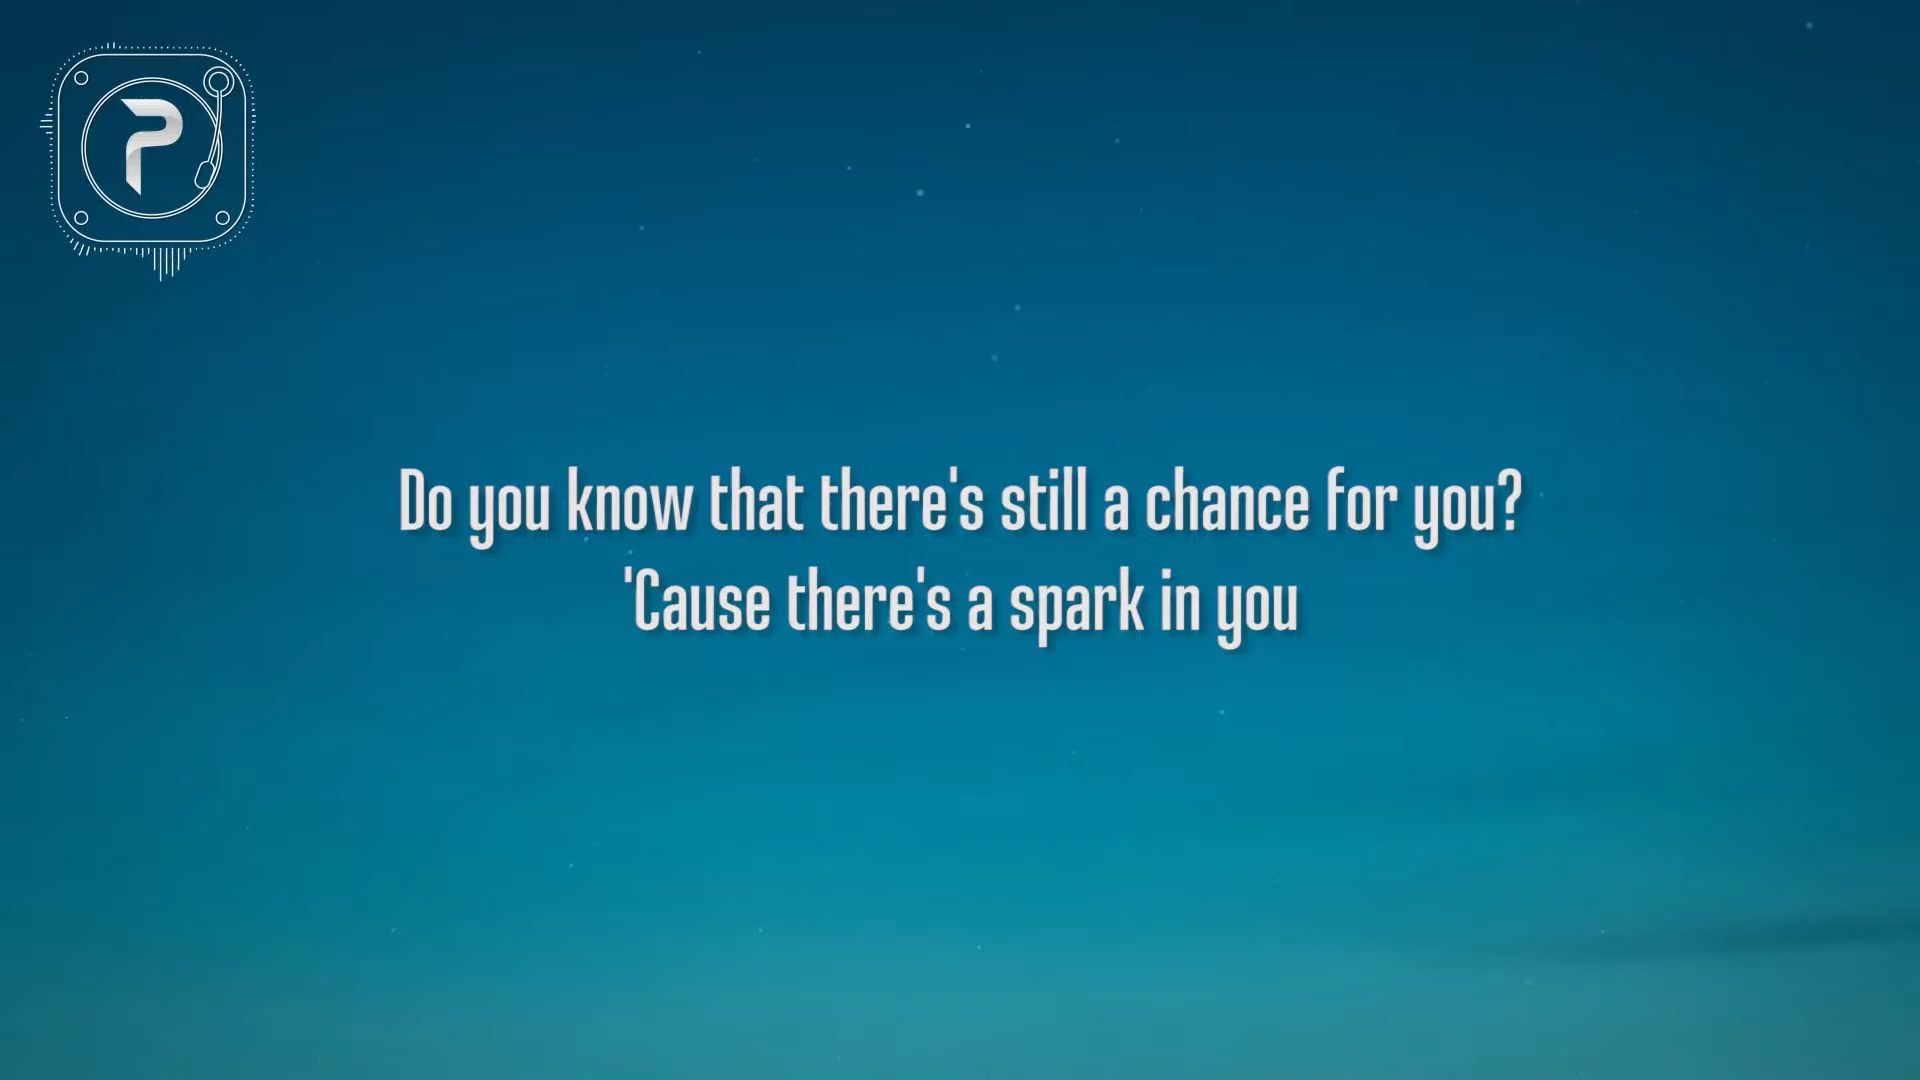 P
Do you know that there's still a chance for you?
'Cause there's a spark in you